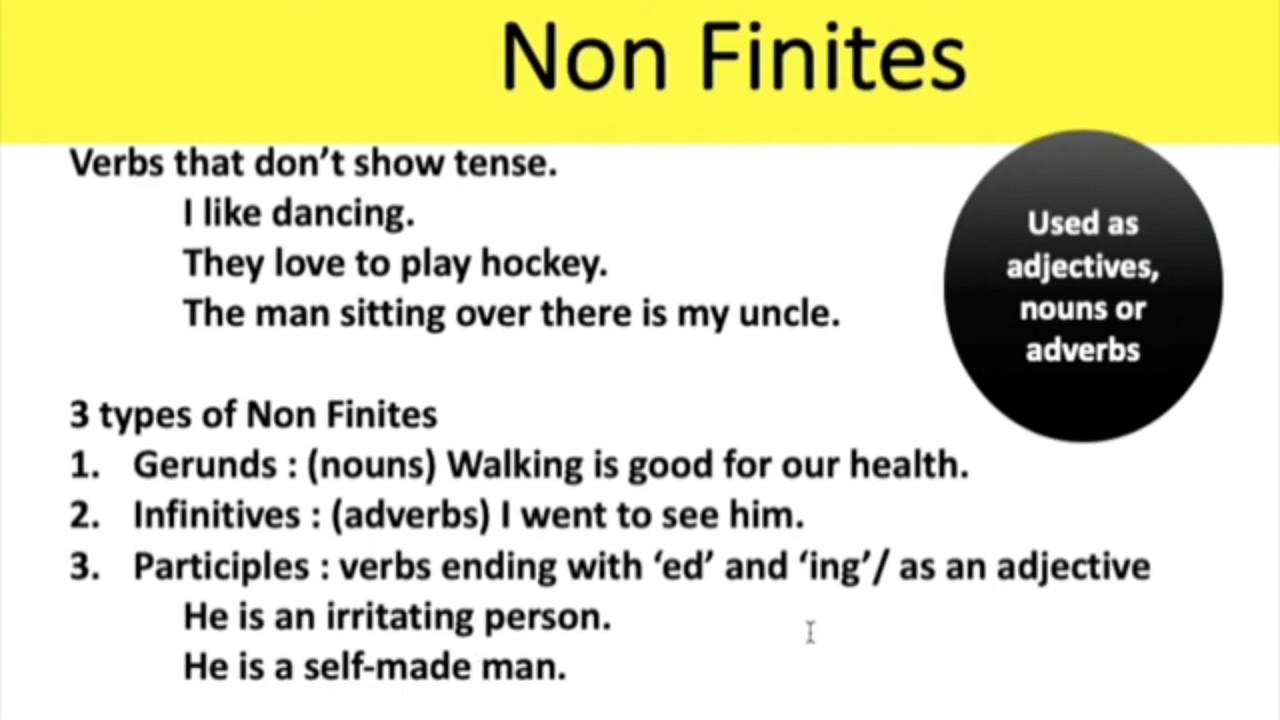 Non Finites
Verbs that don’t show tense.
I like dancing.
They love to play hockey.
The man sitting over there is my uncle.
Used as
adjectives,
nouns or
adverbs
3 types of Non Finites
1. Gerunds : (nouns) Walking is good for our health.
2. Infinitives : (adverbs) I went to see him.
3. Participles : verbs ending with ‘ed’ and ‘ing’/ as an adjective
He is an irritating person.
He is a self-made man.